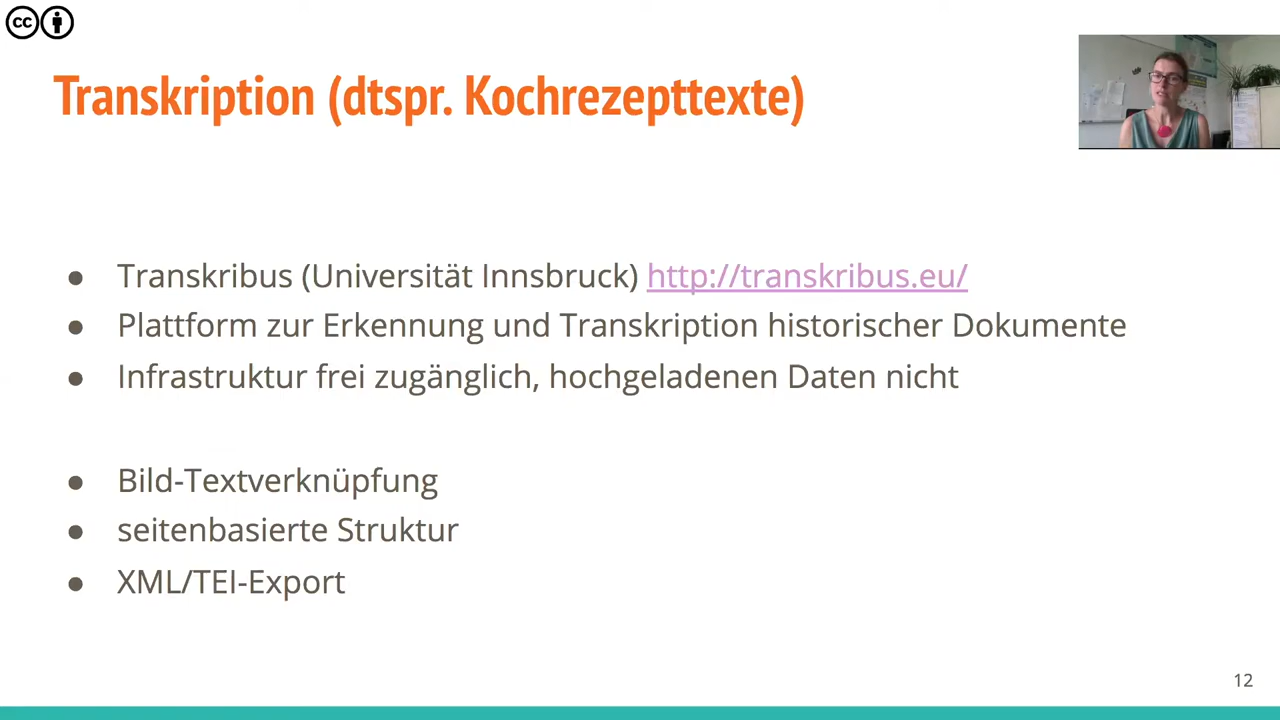 cc
Transkription (dtspr. Kochrezepttexte)
● Transkribus (Universität Innsbruck) http://transkribus.eu/
● Plattform zur Erkennung und Transkription historischer Dokumente
● Infrastruktur frei zugänglich, hochgeladenen Daten nicht
● Bild-Textverknüpfung
● seitenbasierte Struktur
● XML/TEI-Export
12